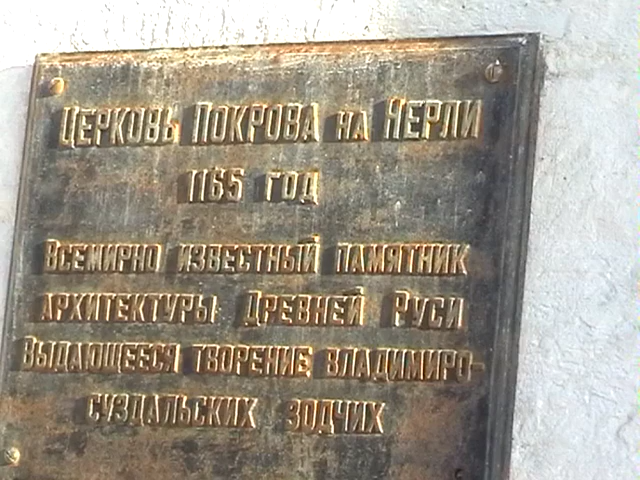 Церковь Покрова на Нерли
1165 год
Всемирно известный памятник
архитектуры Древней Руси
Выдающееся творение владимиро-
суздальских зодчих